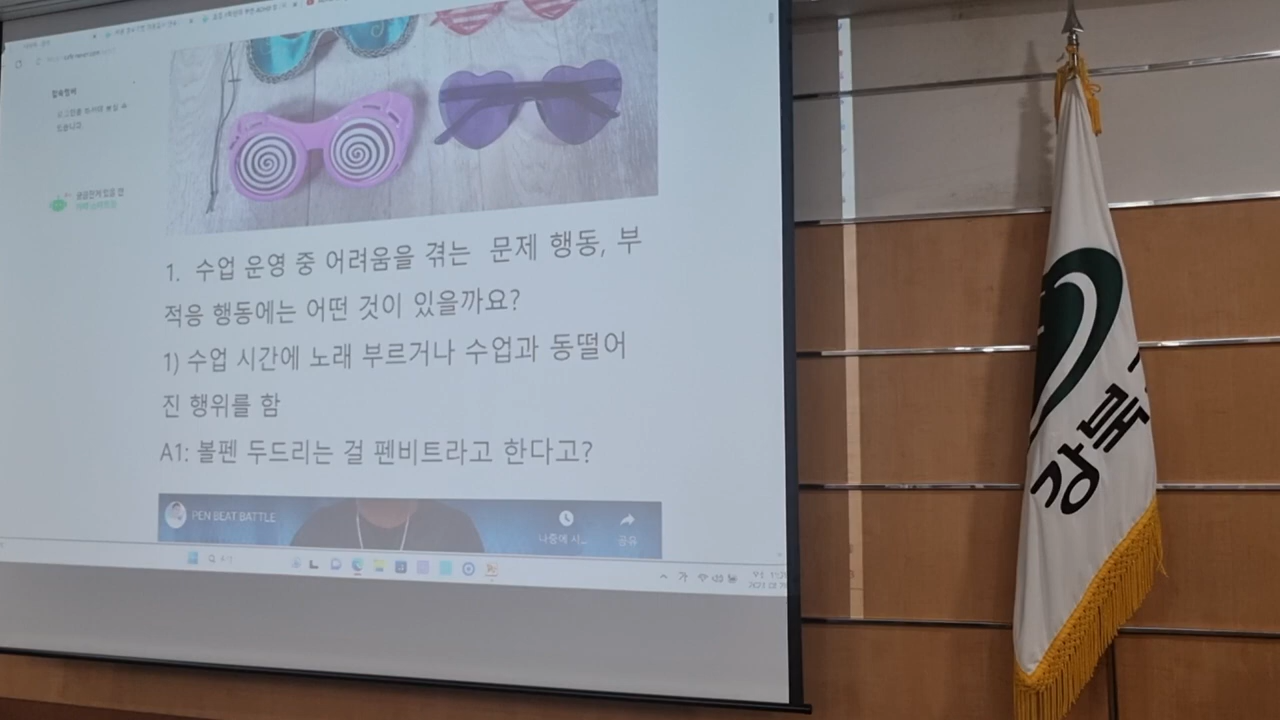 1. 수업 운영 중 어려움을 겪는 문제 행동, 부
적응 행동에는 어떤 것이 있을까요?
1) 수업 시간에 노래 부르거나 수업과 동떨어
진 행위를 함
A1: 볼펜 두드리는 걸 펜비트라고 한다고?
PEN BEAT BATTLE
나중에 시...
공유
강북